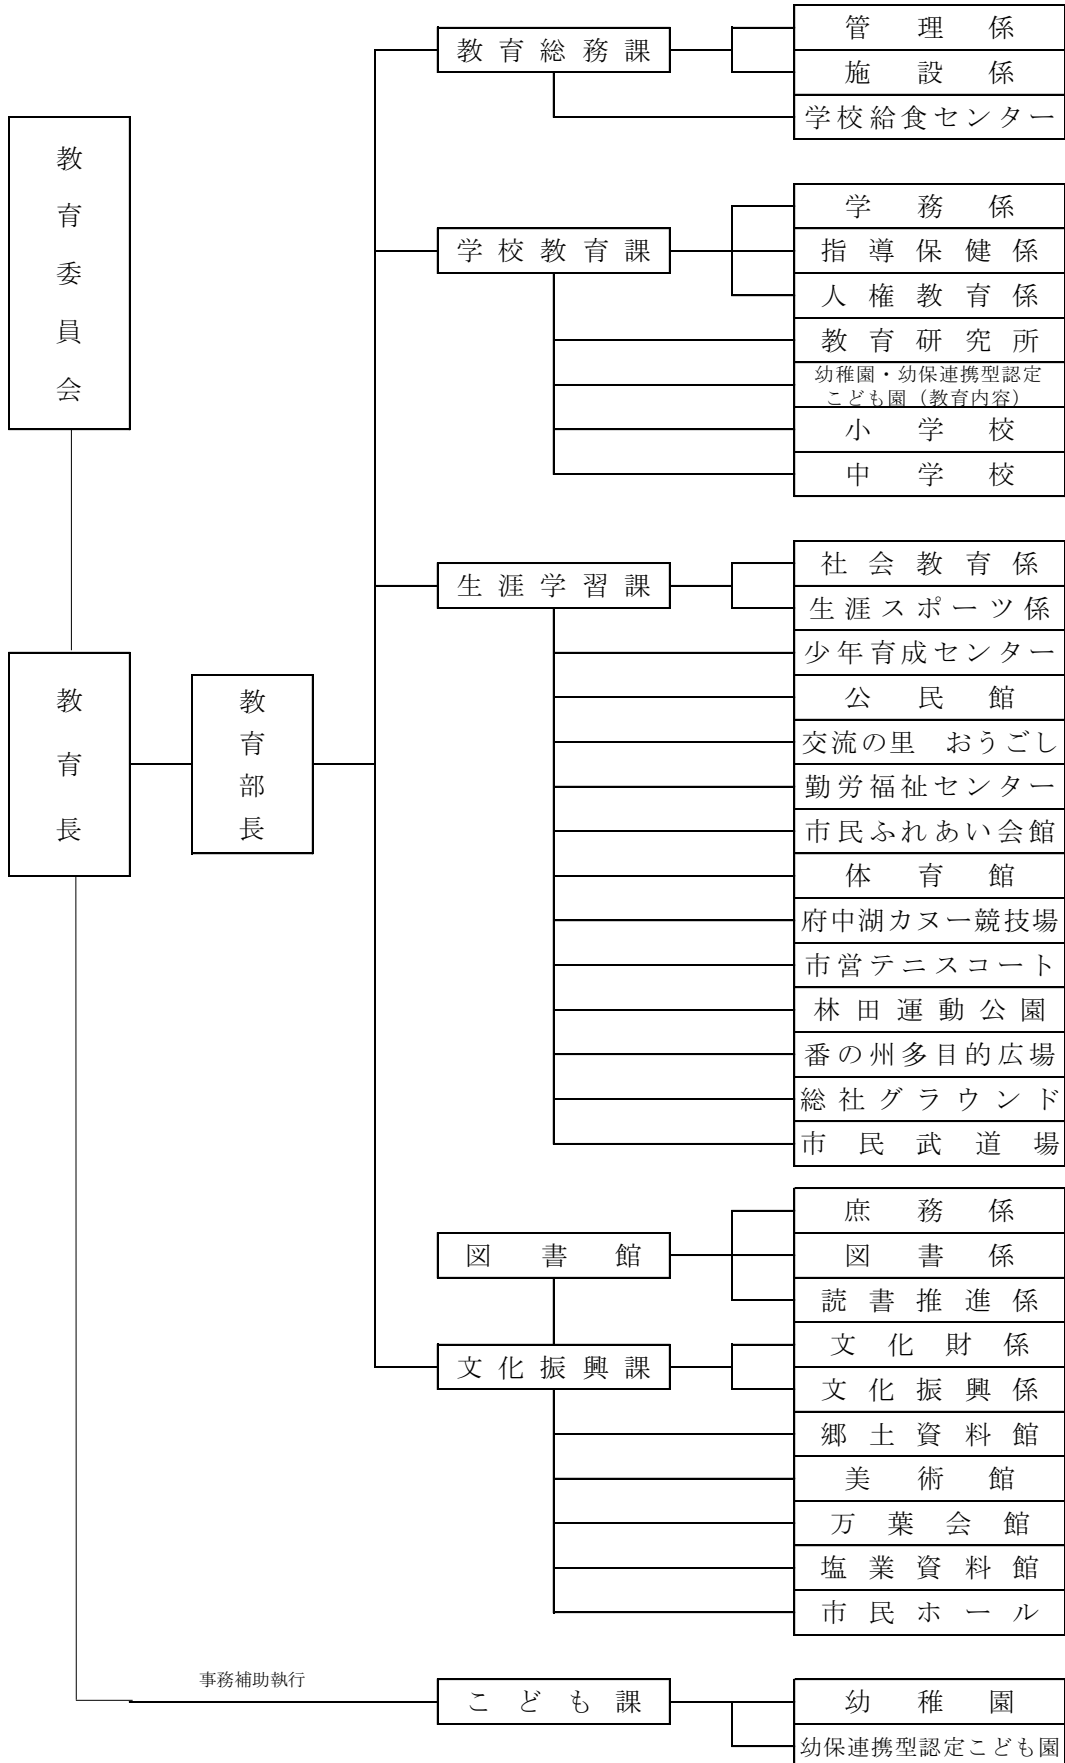 教育委員会
教育長
教育部長
教育総務課
管理係
施設係
学校給食センター
学校教育課
学務係
指導保健係
人権教育係
教育研究所
幼稚園・幼保連携型認定
こども園（教育内容）
小学校
中学校
生涯学習課
社会教育係
生涯スポーツ係
少年育成センター
公民館
交流の里　おうごし
勤労福祉センター
市民ふれあい会館
体育館
府中湖カヌー競技場
市営テニスコート
林田運動公園
番の州多目的広場
総社グラウンド
市民武道場
図書館
庶務係
図書係
読書推進係
文化振興課
文化財係
文化振興係
郷土資料館
美術館
万葉会館
塩業資料館
市民ホール
事務補助執行
こども課
幼稚園
幼保連携型認定こども園